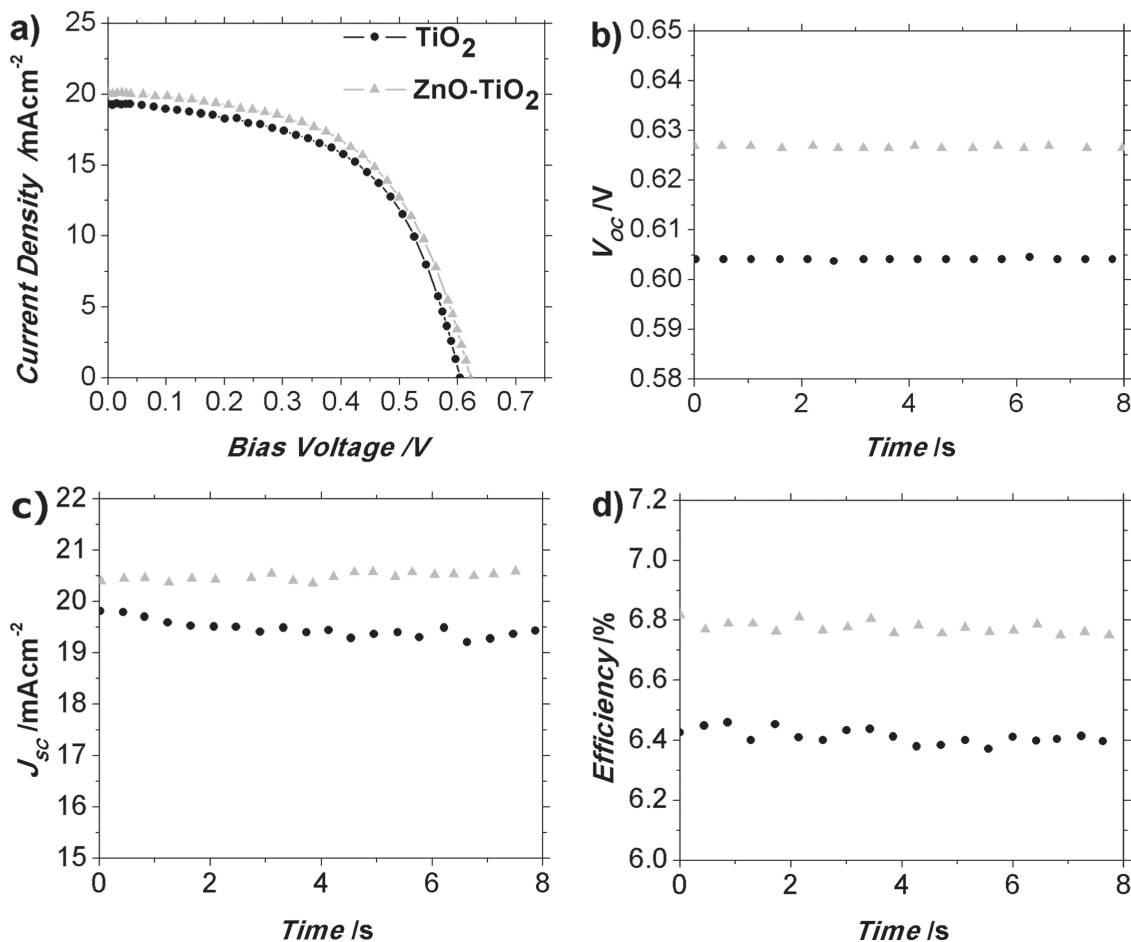 a)
25
20
15
10
5
0
Current Density /mAcm⁻²
TiO₂
ZnO-TiO₂
0.0 0.1 0.2 0.3 0.4 0.5 0.6 0.7
Bias Voltage /V
b)
0.65
0.64
0.63
0.62
0.61
0.60
0.59
0.58
V_oc /V
0 2 4 6 8
Time /s
c)
22
21
20
19
18
17
16
15
J_sc /mAcm⁻²
0 2 4 6 8
Time /s
d)
7.2
7.0
6.8
6.6
6.4
6.2
6.0
Efficiency /%
0 2 4 6 8
Time /s